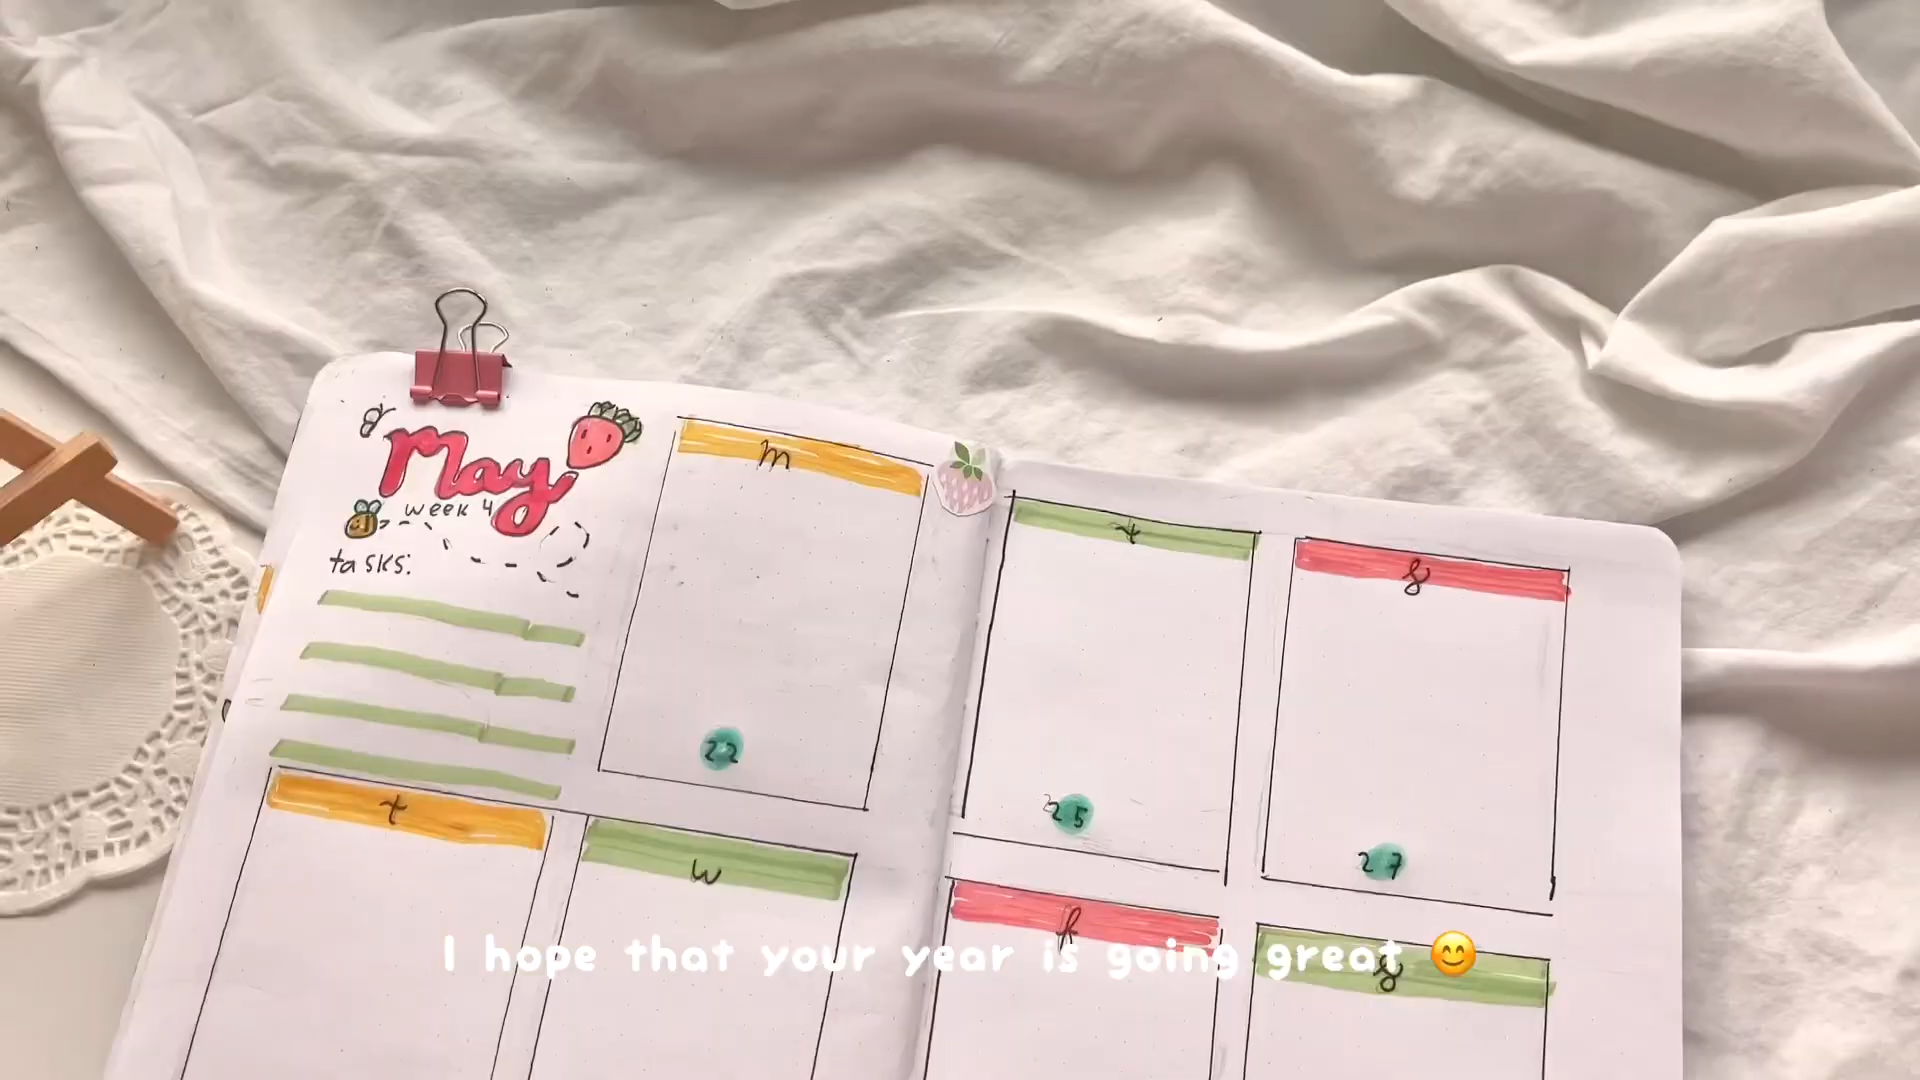 May
week 4
tasks:
m
22
t
w
t
25
s
27
f
s
I hope that your year is going great 😊